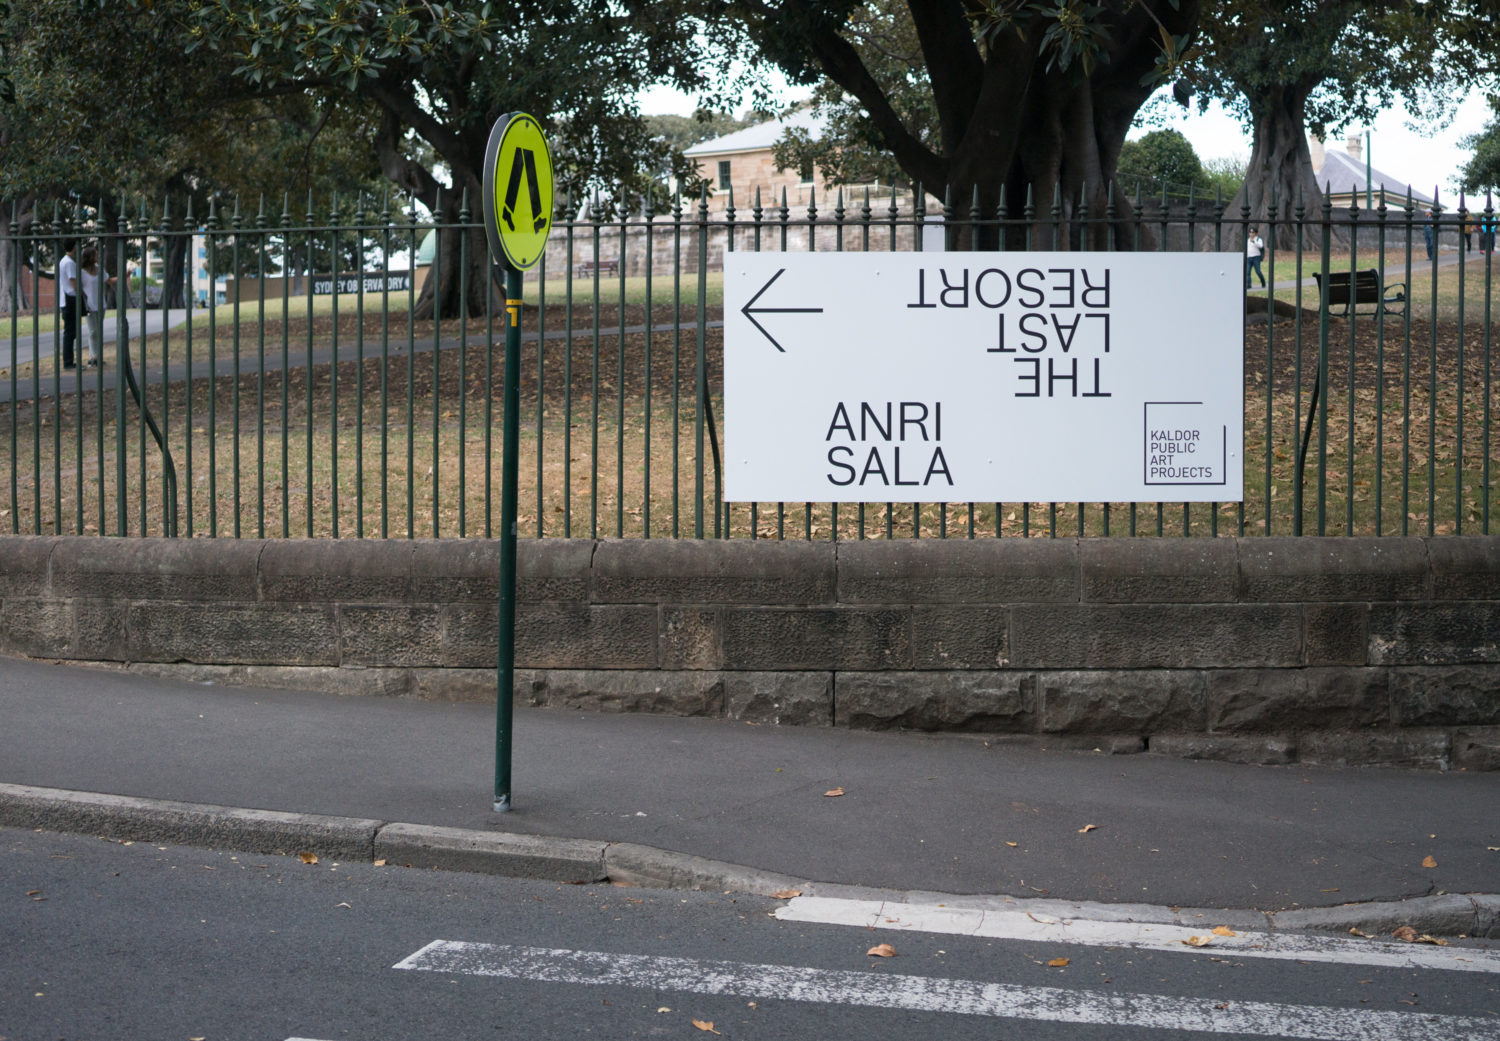 SYDNEY OBSERVATORY
THE
LAST
RESORT
ANRI
SALA
KALDOR
PUBLIC
ART
PROJECTS